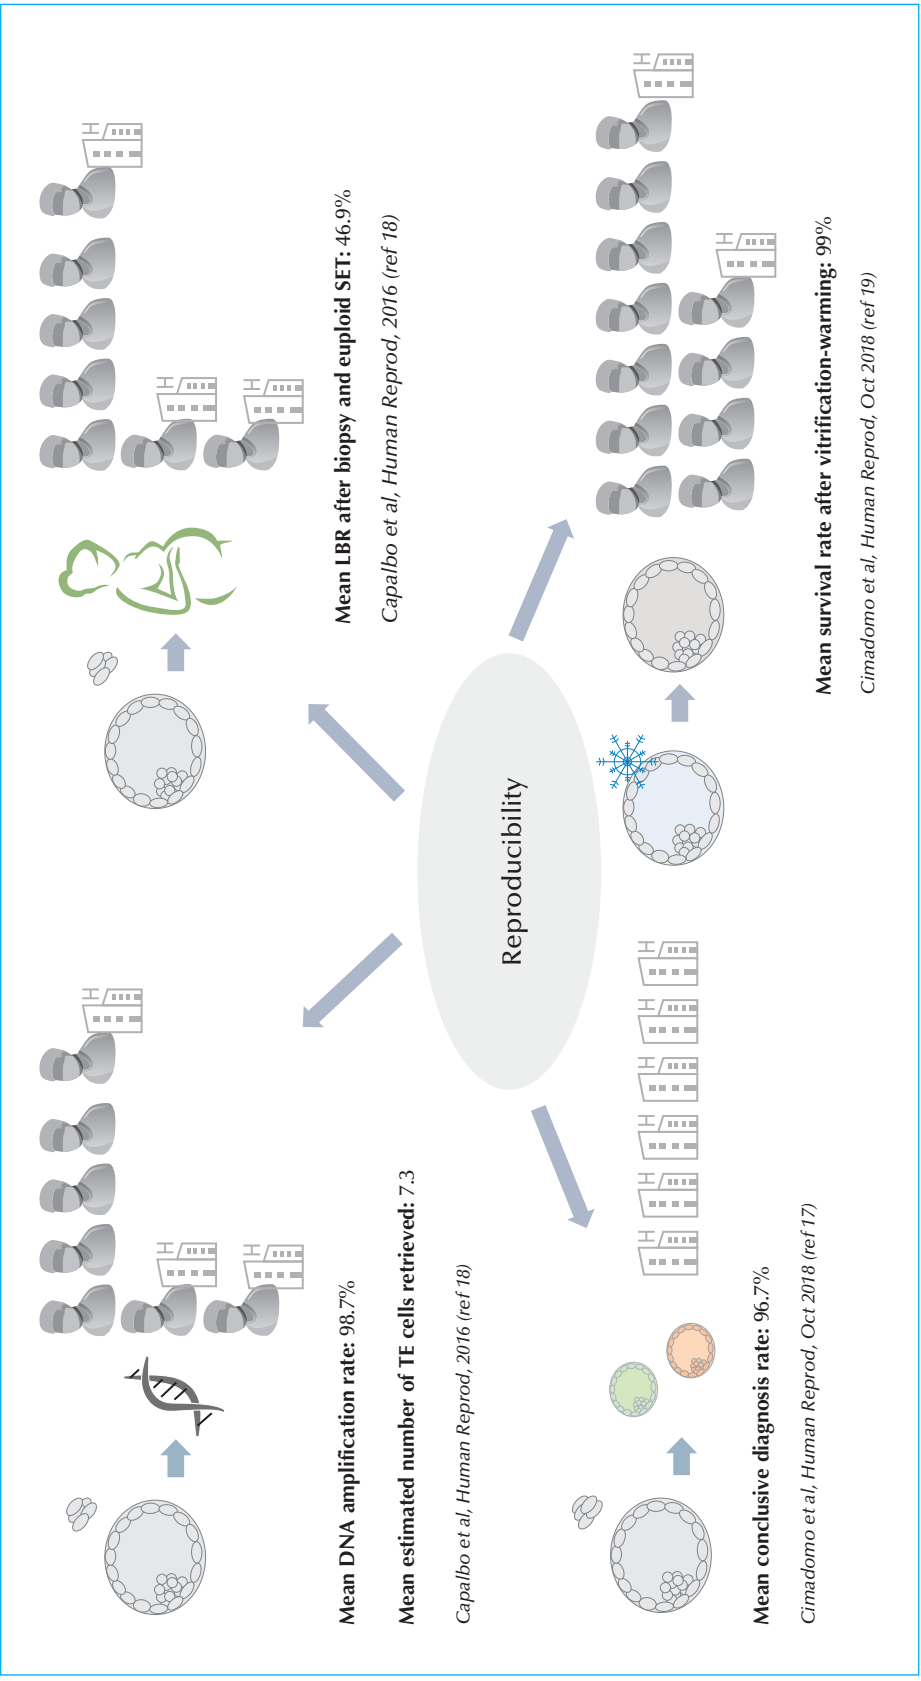 Mean DNA amplification rate: 98.7%
Mean estimated number of TE cells retrieved: 7.3
Capalbo et al, Human Reprod, 2016 (ref 18)
Mean LBR after biopsy and euploid SET: 46.9%
Capalbo et al, Human Reprod, 2016 (ref 18)
Reproducibility
Mean conclusive diagnosis rate: 96.7%
Cimadomo et al, Human Reprod, Oct 2018 (ref 17)
Mean survival rate after vitrification-warming: 99%
Cimadomo et al, Human Reprod, Oct 2018 (ref 19)